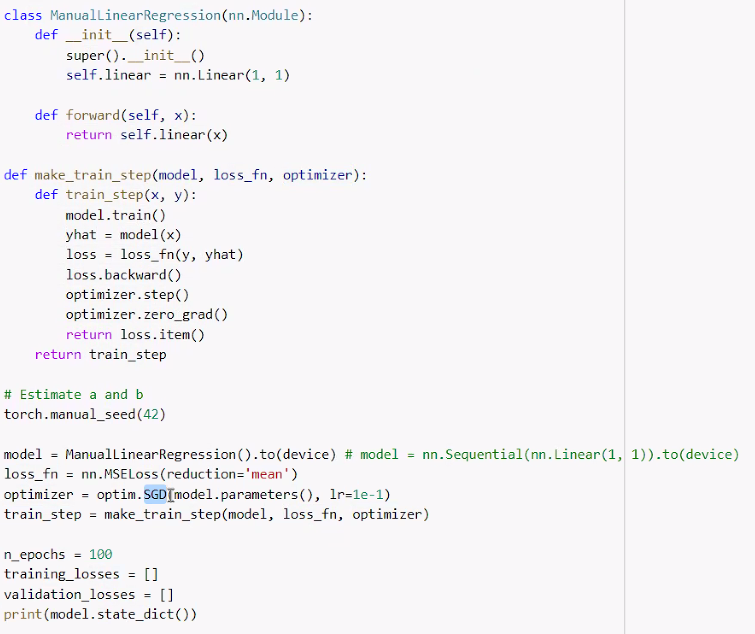 class ManualLinearRegression(nn.Module):
    def __init__(self):
        super().__init__()
        self.linear = nn.Linear(1, 1)
    def forward(self, x):
        return self.linear(x)
def make_train_step(model, loss_fn, optimizer):
    def train_step(x, y):
        model.train()
        yhat = model(x)
        loss = loss_fn(y, yhat)
        loss.backward()
        optimizer.step()
        optimizer.zero_grad()
        return loss.item()
    return train_step
# Estimate a and b
torch.manual_seed(42)
model = ManualLinearRegression().to(device) # model = nn.Sequential(nn.Linear(1, 1)).to(device)
loss_fn = nn.MSELoss(reduction='mean')
optimizer = optim.SGD(model.parameters(), lr=1e-1)
train_step = make_train_step(model, loss_fn, optimizer)
n_epochs = 100
training_losses = []
validation_losses = []
print(model.state_dict())